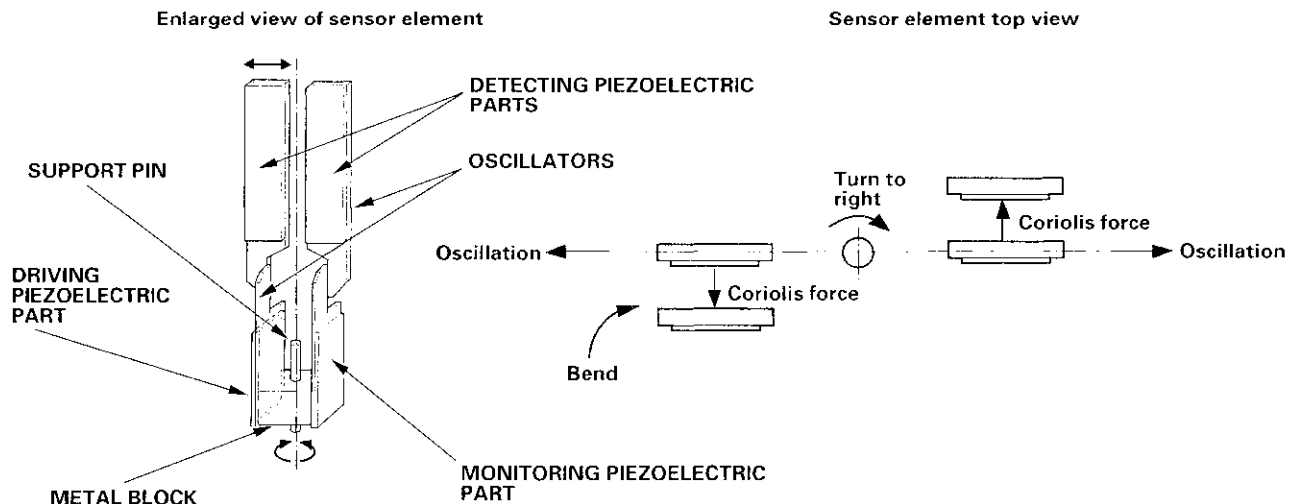 Enlarged view of sensor element
Sensor element top view
DETECTING PIEZOELECTRIC
PARTS
SUPPORT PIN
OSCILLATORS
DRIVING
PIEZOELECTRIC
PART
METAL BLOCK
MONITORING PIEZOELECTRIC
PART
Turn to
right
Coriolis force
Oscillation
Oscillation
Coriolis force
Bend